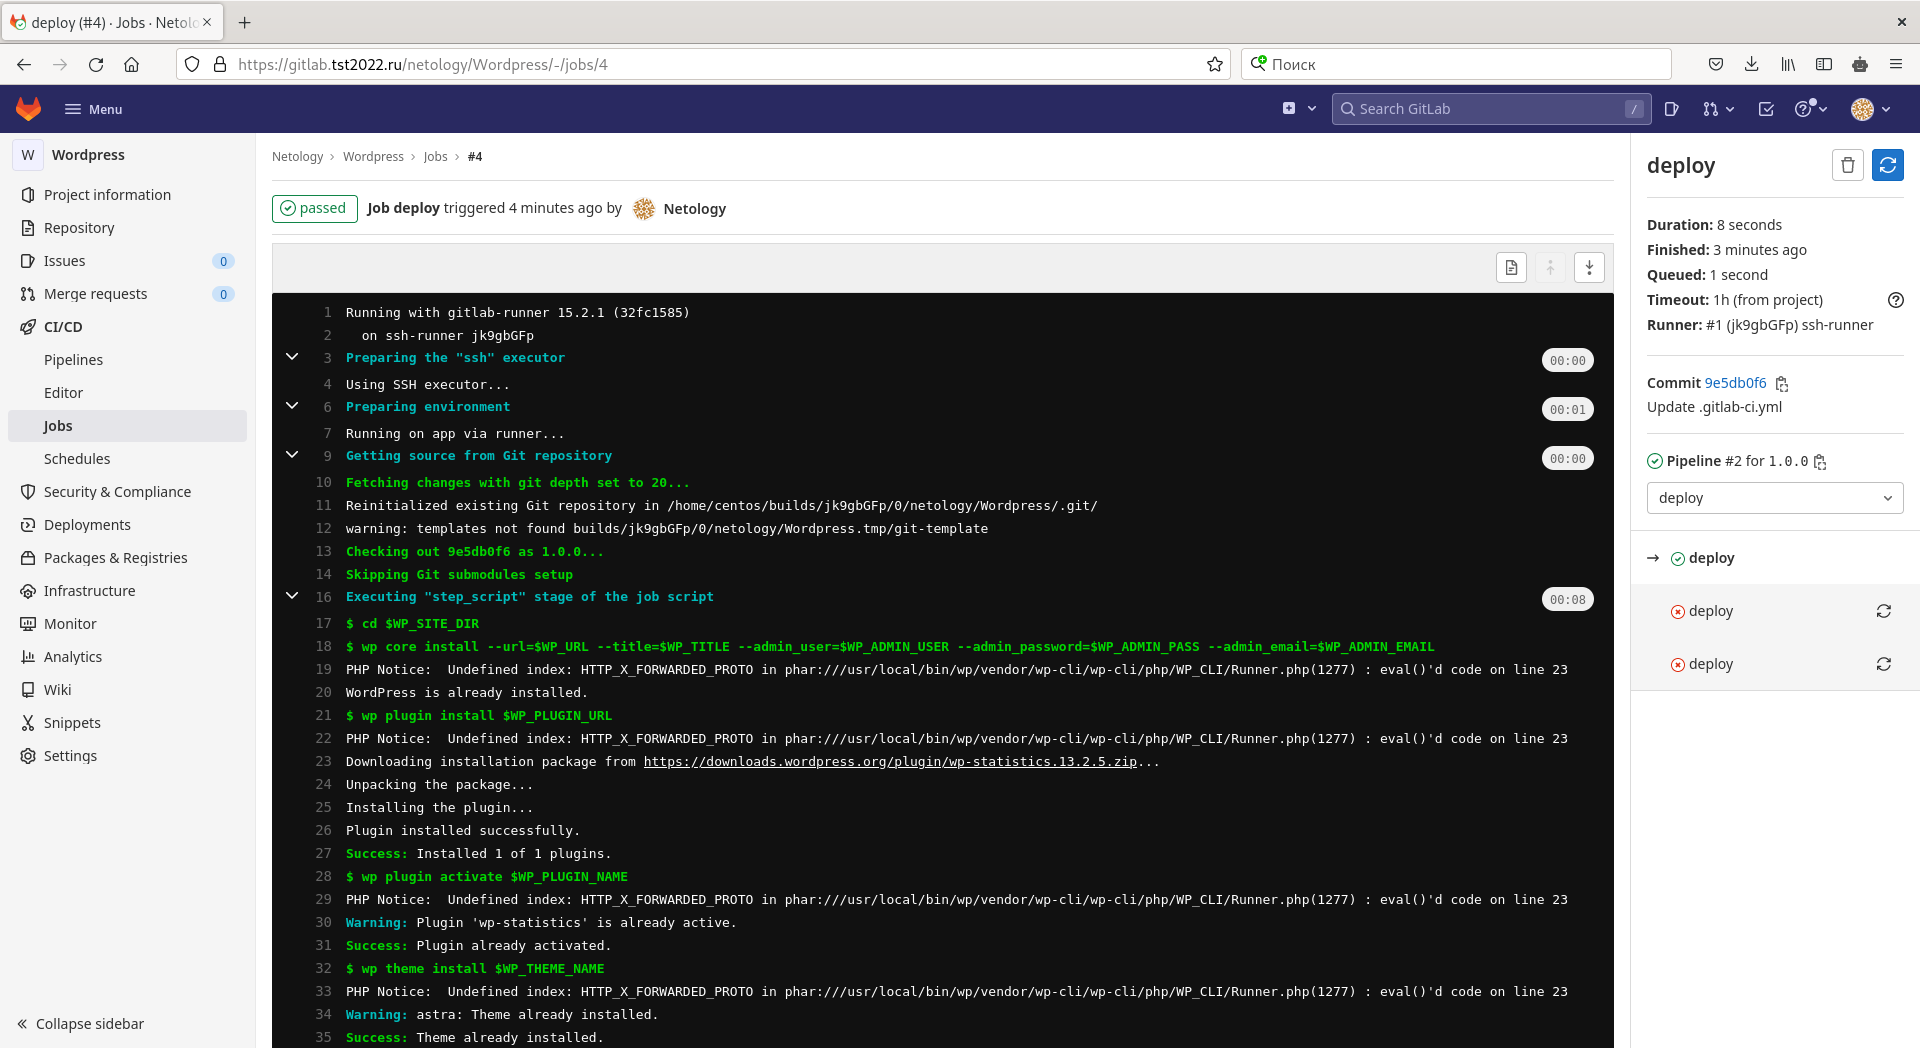 deploy (#4) · Jobs · Netolo
https://gitlab.tst2022.ru/netology/Wordpress/-/jobs/4
Поиск
Menu
Search GitLab
/
W
Wordpress
Project information
Repository
Issues
0
Merge requests
0
CI/CD
Pipelines
Editor
Jobs
Schedules
Security & Compliance
Deployments
Packages & Registries
Infrastructure
Monitor
Analytics
Wiki
Snippets
Settings
Collapse sidebar
Netology › Wordpress › Jobs › #4
passed
Job deploy triggered 4 minutes ago by Netology
1 Running with gitlab-runner 15.2.1 (32fc1585)
2 on ssh-runner jk9gbGFp
3 Preparing the "ssh" executor 00:00
4 Using SSH executor...
6 Preparing environment 00:01
7 Running on app via runner...
9 Getting source from Git repository 00:00
10 Fetching changes with git depth set to 20...
11 Reinitialized existing Git repository in /home/centos/builds/jk9gbGFp/0/netology/Wordpress/.git/
12 warning: templates not found builds/jk9gbGFp/0/netology/Wordpress.tmp/git-template
13 Checking out 9e5db0f6 as 1.0.0...
14 Skipping Git submodules setup
16 Executing "step_script" stage of the job script 00:08
17 $ cd $WP_SITE_DIR
18 $ wp core install --url=$WP_URL --title=$WP_TITLE --admin_user=$WP_ADMIN_USER --admin_password=$WP_ADMIN_PASS --admin_email=$WP_ADMIN_EMAIL
19 PHP Notice:  Undefined index: HTTP_X_FORWARDED_PROTO in phar:///usr/local/bin/wp/vendor/wp-cli/wp-cli/php/WP_CLI/Runner.php(1277) : eval()'d code on line 23
20 WordPress is already installed.
21 $ wp plugin install $WP_PLUGIN_URL
22 PHP Notice:  Undefined index: HTTP_X_FORWARDED_PROTO in phar:///usr/local/bin/wp/vendor/wp-cli/wp-cli/php/WP_CLI/Runner.php(1277) : eval()'d code on line 23
23 Downloading installation package from https://downloads.wordpress.org/plugin/wp-statistics.13.2.5.zip...
24 Unpacking the package...
25 Installing the plugin...
26 Plugin installed successfully.
27 Success: Installed 1 of 1 plugins.
28 $ wp plugin activate $WP_PLUGIN_NAME
29 PHP Notice:  Undefined index: HTTP_X_FORWARDED_PROTO in phar:///usr/local/bin/wp/vendor/wp-cli/wp-cli/php/WP_CLI/Runner.php(1277) : eval()'d code on line 23
30 Warning: Plugin 'wp-statistics' is already active.
31 Success: Plugin already activated.
32 $ wp theme install $WP_THEME_NAME
33 PHP Notice:  Undefined index: HTTP_X_FORWARDED_PROTO in phar:///usr/local/bin/wp/vendor/wp-cli/wp-cli/php/WP_CLI/Runner.php(1277) : eval()'d code on line 23
34 Warning: astra: Theme already installed.
35 Success: Theme already installed.
deploy
Duration: 8 seconds
Finished: 3 minutes ago
Queued: 1 second
Timeout: 1h (from project)
Runner: #1 (jk9gbGFp) ssh-runner
Commit 9e5db0f6
Update .gitlab-ci.yml
Pipeline #2 for 1.0.0
deploy
deploy
deploy
deploy